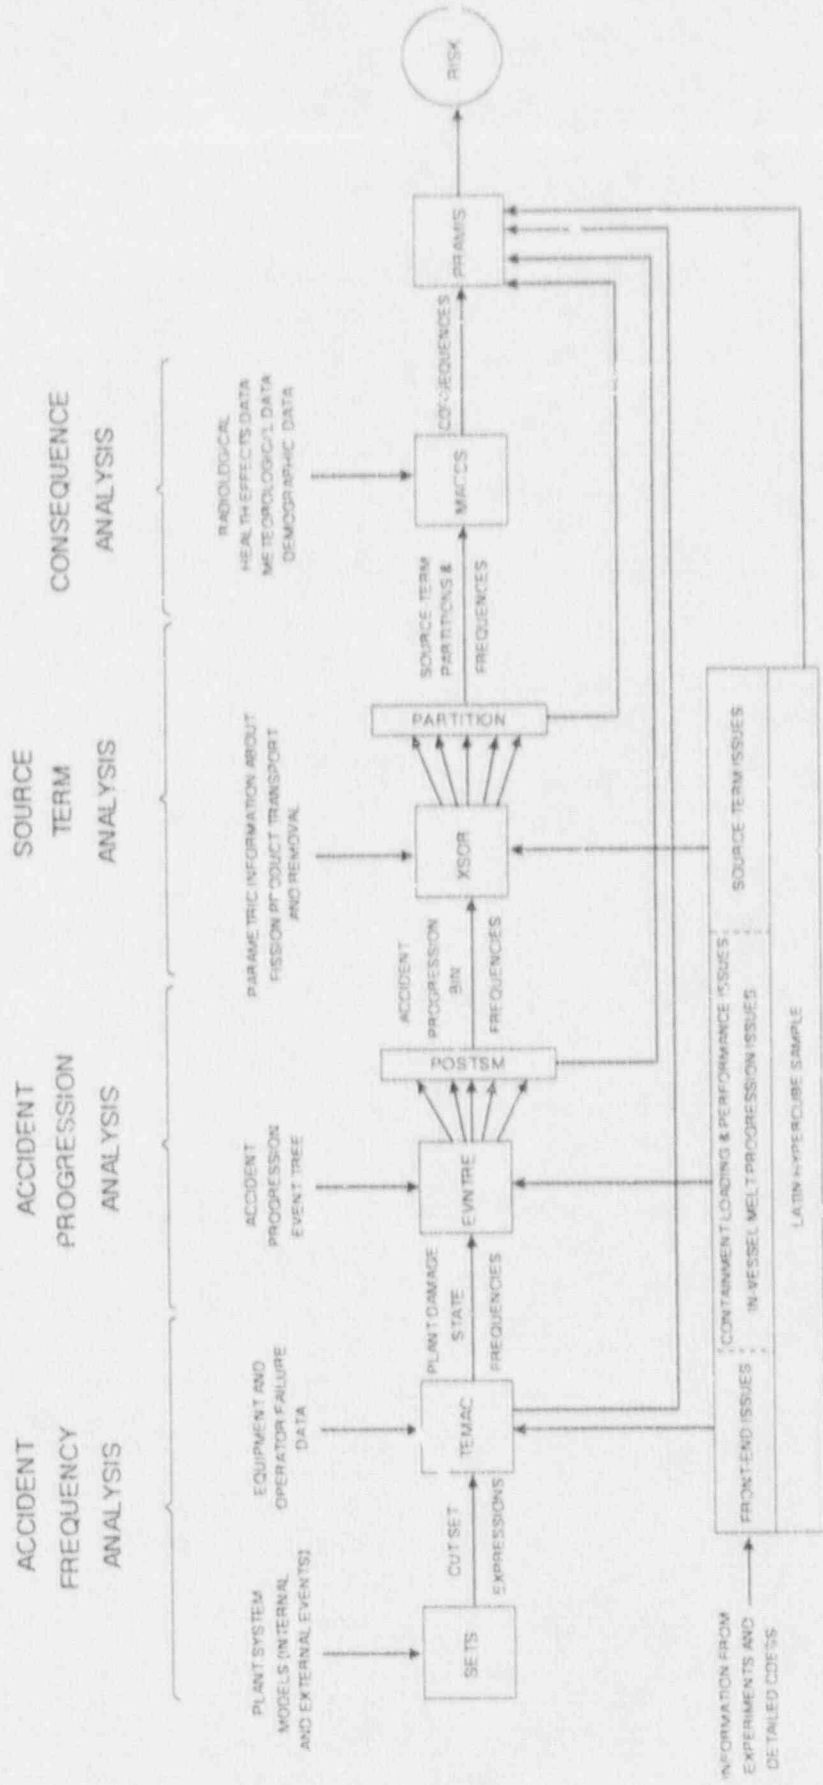 ACCIDENT
FREQUENCY
ANALYSIS
ACCIDENT
PROGRESSION
ANALYSIS
SOURCE
TERM
ANALYSIS
CONSEQUENCE
ANALYSIS
PLANT SYSTEM
MODELS (INTERNAL
AND EXTERNAL EVENTS)
EQUIPMENT AND
OPERATOR FAILURE
DATA
ACCIDENT
PROGRESSION
EVENT TREE
PARAMETRIC INFORMATION ABOUT
FISSION PRODUCT TRANSPORT
AND REMOVAL
RADIOLOGICAL
HEALTH EFFECTS DATA
METEOROLOGICAL DATA
DEMOGRAPHIC DATA
SETS
CUT SET
EXPRESSIONS
TEMAC
PLANT DAMAGE
STATE
FREQUENCIES
EVNTRE
POSTSM
ACCIDENT
PROGRESSION
BIN
FREQUENCIES
XSOR
PARTITION
SOURCE TERM
PARTITIONS &
FREQUENCES
MACCS
CONSEQUENCES
PRAMIS
RISK
INFORMATION FROM
EXPERIMENTS AND
DETAILED CODES
FRONT-END ISSUES
CONTAINMENT LOADING & PERFORMANCE ISSUES
IN-VESSEL MELT PROGRESSION ISSUES
SOURCE TERM ISSUES
LATIN HYPERCUBE SAMPLE